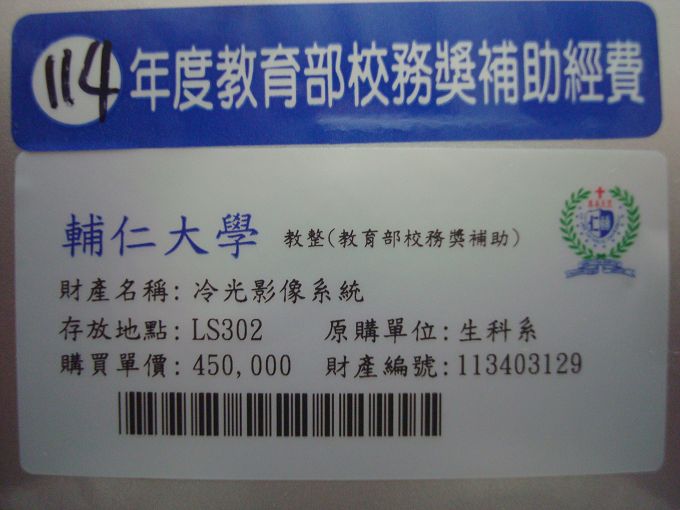 114年度教育部校務獎補助經費
輔仁大學 教整(教育部校務獎補助)
財產名稱: 冷光影像系統
存放地點: LS302 原購單位: 生科系
購買單價: 450,000 財產編號: 113403129